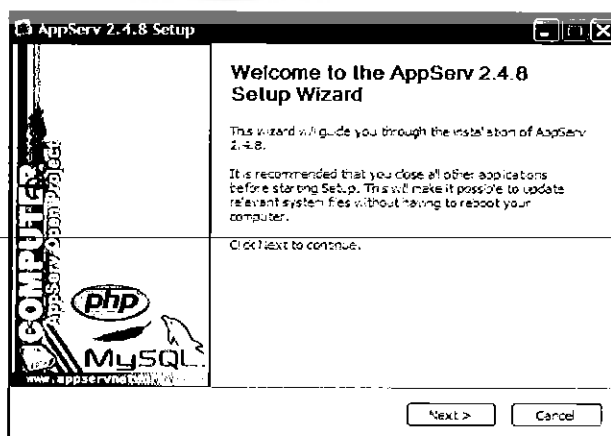 AppServ 2.4.8 Setup
Welcome to the AppServ 2.4.8
Setup Wizard
This wizard will guide you through the installation of AppServ
2.4.8.
It is recommended that you close all other applications
before starting Setup. This will make it possible to update
relevant system files without having to reboot your
computer.
Click Next to continue.
COMPUTER
AppServ Open Project
php
MySQL
Next >
Cancel